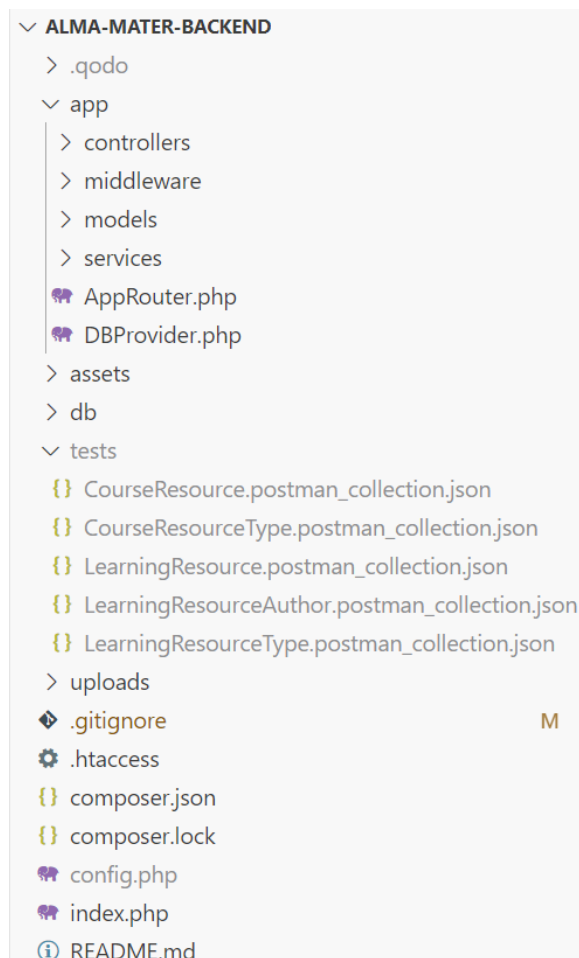 ALMA-MATER-BACKEND
.qodo
app
controllers
middleware
models
services
AppRouter.php
DBProvider.php
assets
db
tests
{} CourseResource.postman_collection.json
{} CourseResourceType.postman_collection.json
{} LearningResource.postman_collection.json
{} LearningResourceAuthor.postman_collection.json
{} LearningResourceType.postman_collection.json
uploads
.gitignore M
.htaccess
{} composer.json
{} composer.lock
config.php
index.php
README.md